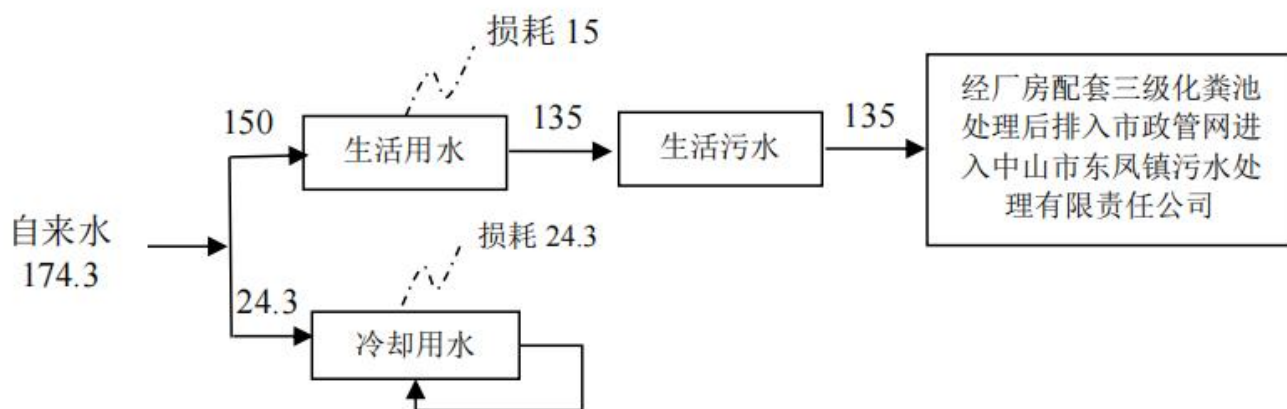 损耗 15
150
生活用水
135
生活污水
135
经厂房配套三级化粪池
处理后排入市政管网进
入中山市东凤镇污水处
理有限责任公司
自来水
174.3
损耗 24.3
24.3
冷却用水